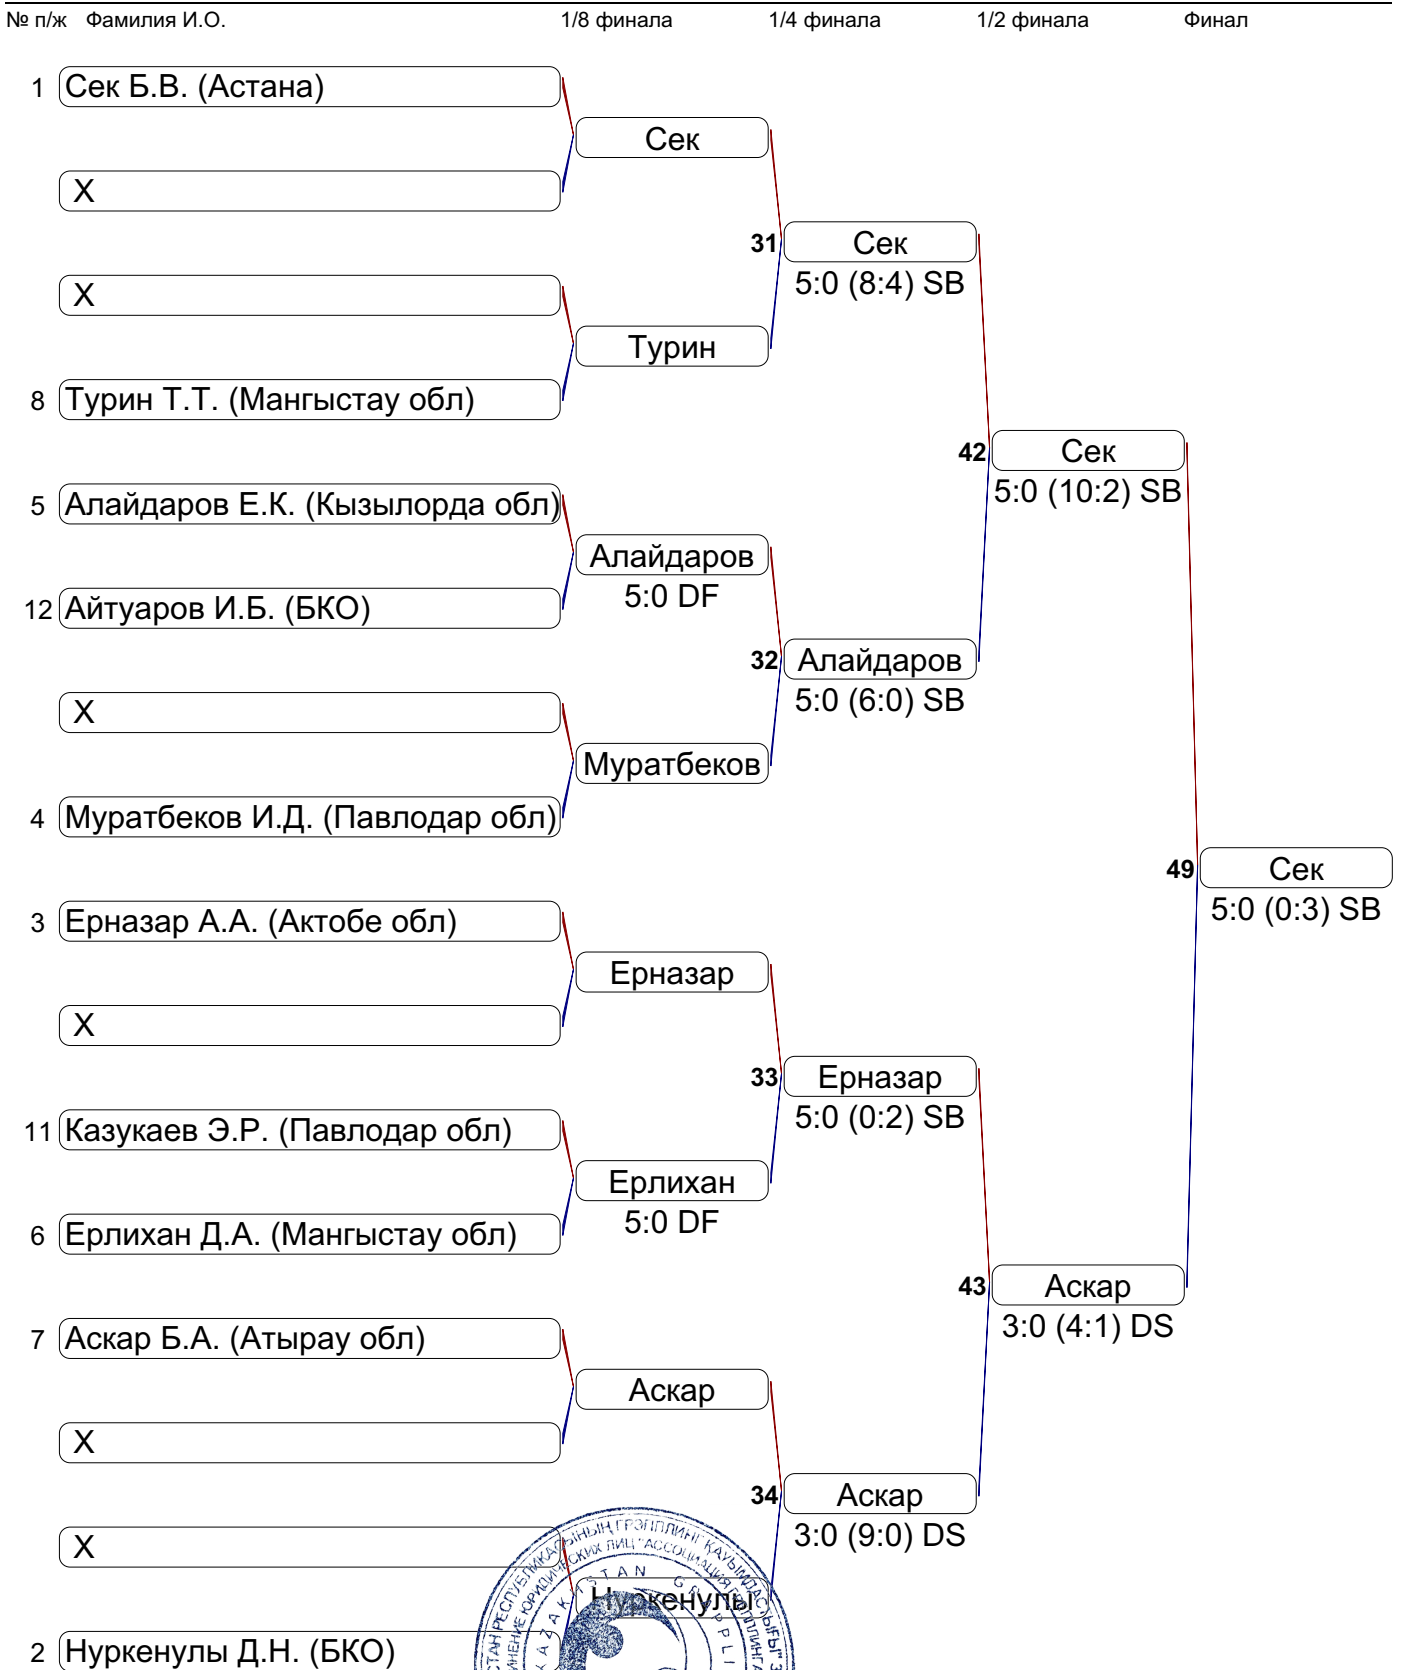 № п/ж Фамилия И.О. 1/8 финала 1/4 финала 1/2 финала Финал
1 Сек Б.В. (Астана)
Сек
X
31 Сек
5:0 (8:4) SB
X
Турин
8 Турин Т.Т. (Мангыстау обл)
42 Сек
5:0 (10:2) SB
5 Алайдаров Е.К. (Кызылорда обл)
Алайдаров
5:0 DF
12 Айтуаров И.Б. (БКО)
32 Алайдаров
5:0 (6:0) SB
X
Муратбеков
4 Муратбеков И.Д. (Павлодар обл)
49 Сек
5:0 (0:3) SB
3 Ерназар А.А. (Актобе обл)
Ерназар
X
33 Ерназар
5:0 (0:2) SB
11 Казукаев Э.Р. (Павлодар обл)
Ерлихан
5:0 DF
6 Ерлихан Д.А. (Мангыстау обл)
43 Аскар
3:0 (4:1) DS
7 Аскар Б.А. (Атырау обл)
Аскар
X
34 Аскар
3:0 (9:0) DS
X
Нуркенулы
2 Нуркенулы Д.Н. (БКО)